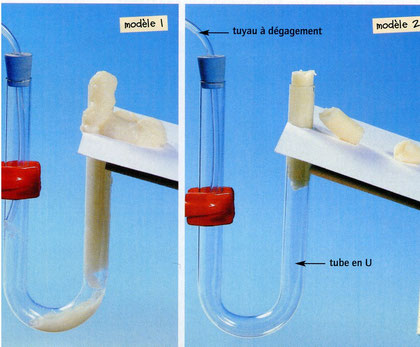 modèle 1
tuyau à dégagement
modèle 2
tube en U